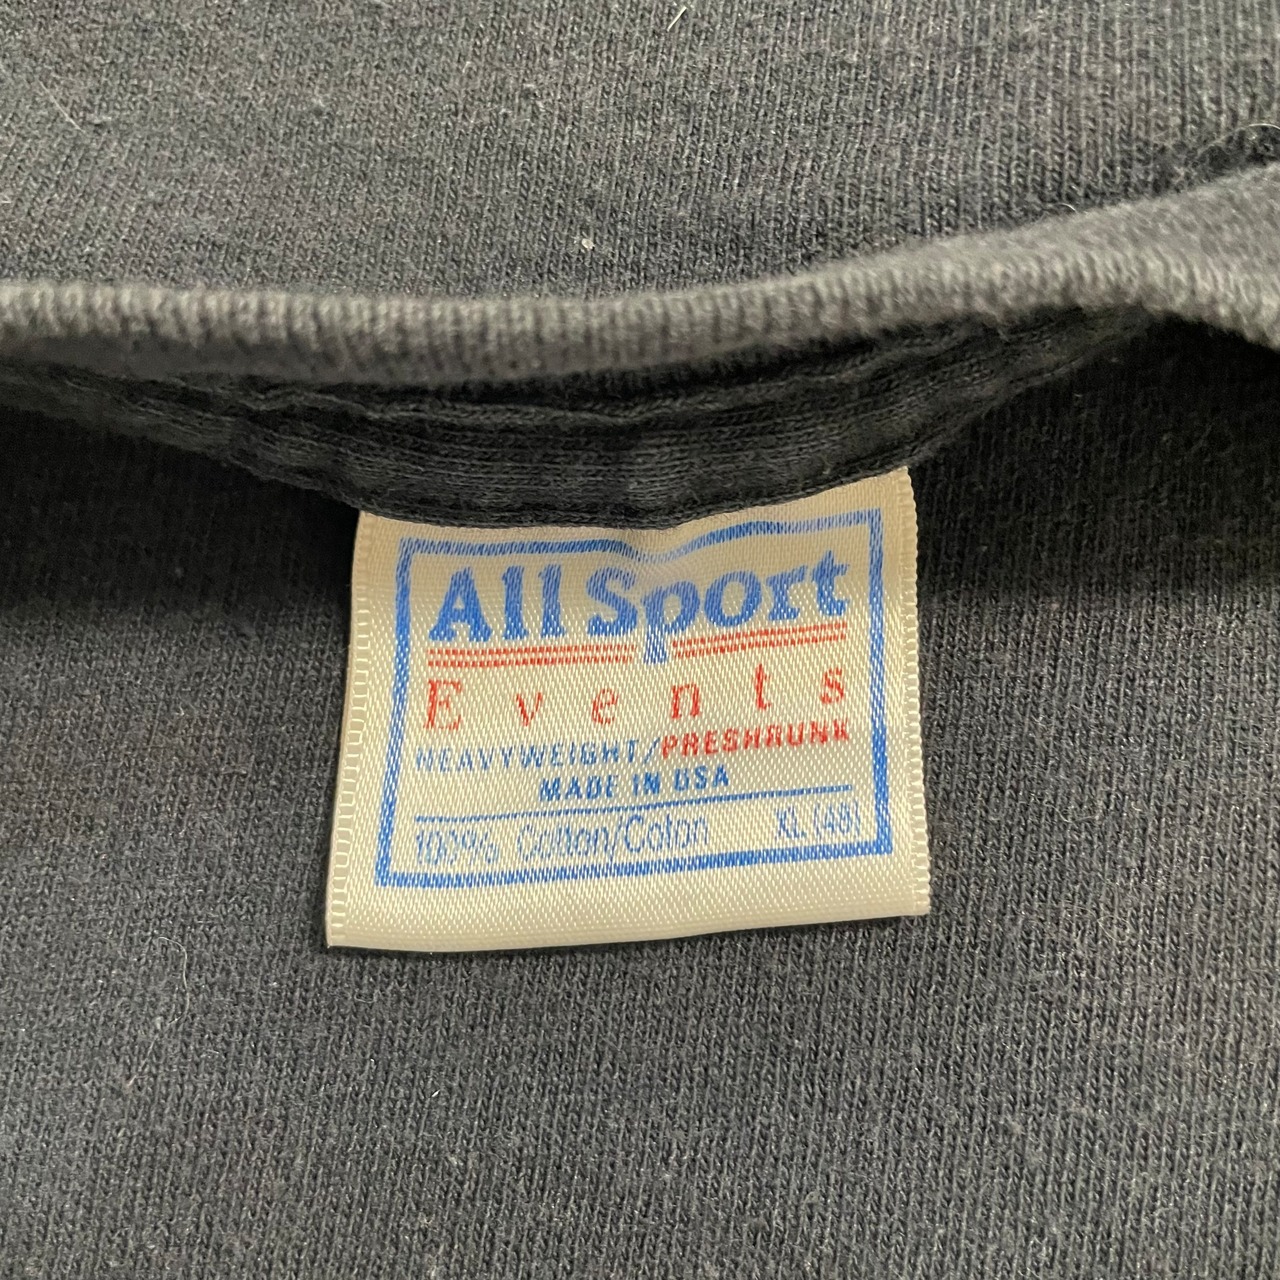 All Sport
Events
HEAVYWEIGHT/PRESHRUNK
MADE IN USA
100% Cotton/Coton XL (46)